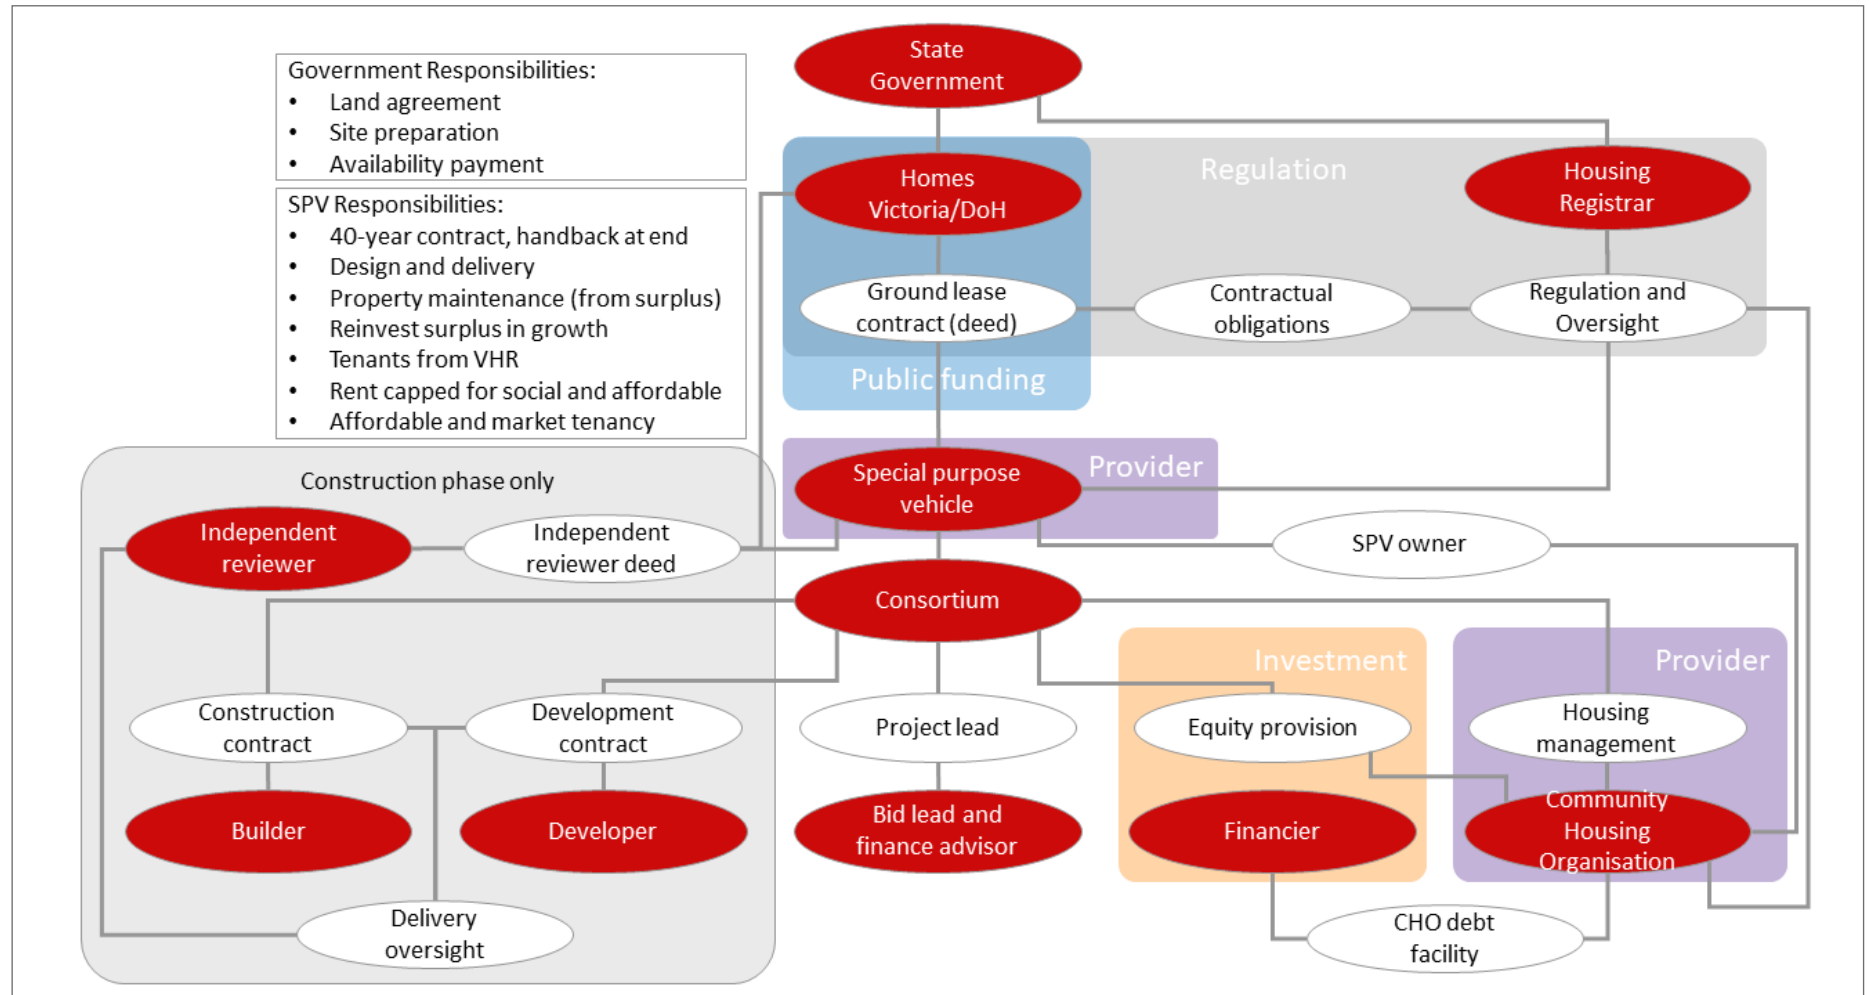 State
Government
Government Responsibilities:
• Land agreement
• Site preparation
• Availability payment
Regulation
Homes
Victoria/DoH
Housing
Registrar
SPV Responsibilities:
• 40-year contract, handback at end
• Design and delivery
• Property maintenance (from surplus)
• Reinvest surplus in growth
• Tenants from VHR
• Rent capped for social and affordable
• Affordable and market tenancy
Ground lease
contract (deed)
Contractual
obligations
Regulation and
Oversight
Public funding
Provider
Special purpose
vehicle
Construction phase only
Independent
reviewer
Independent
reviewer deed
SPV owner
Consortium
Investment
Provider
Construction
contract
Development
contract
Project lead
Equity provision
Housing
management
Builder
Developer
Bid lead and
finance advisor
Financier
Community
Housing
Organisation
Delivery
oversight
CHO debt
facility